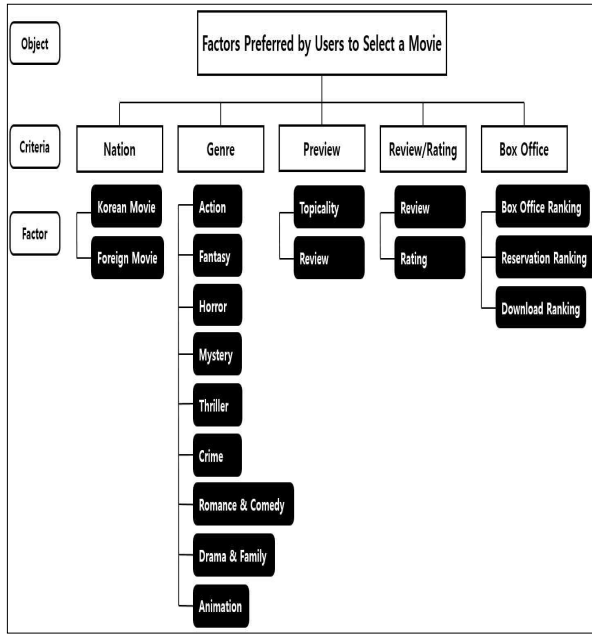 Object
Factors Preferred by Users to Select a Movie
Criteria
Nation
Genre
Preview
Review/Rating
Box Office
Factor
Korean Movie
Foreign Movie
Action
Fantasy
Horror
Mystery
Thriller
Crime
Romance & Comedy
Drama & Family
Animation
Topicality
Review
Review
Rating
Box Office Ranking
Reservation Ranking
Download Ranking